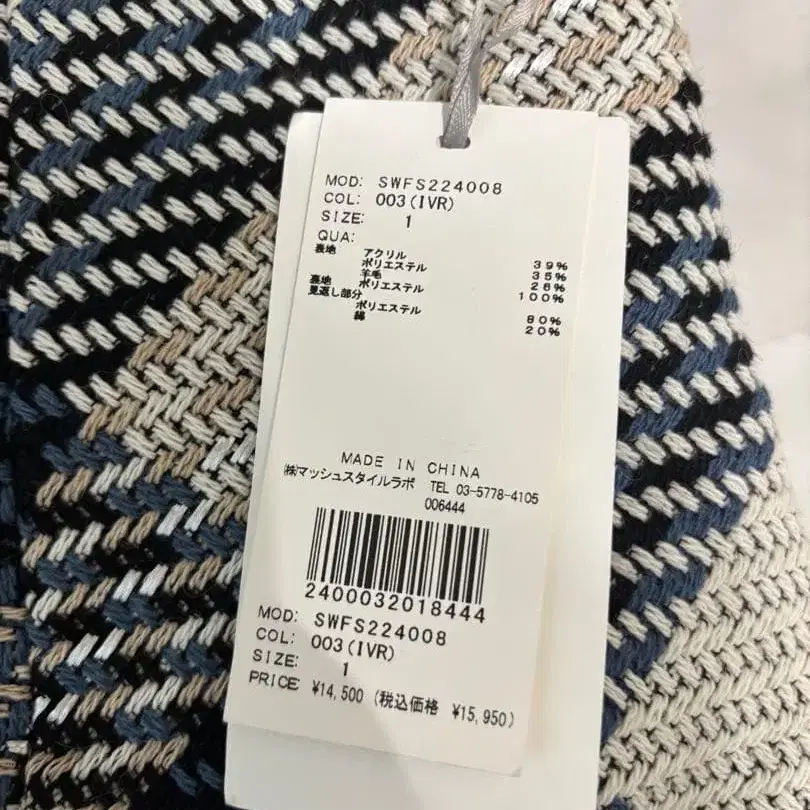 MOD: SWFS224008
COL: 003(IVR)
SIZE: 1
QUA:
表地 アクリル 39%
ポリエステル 35%
羊毛 26%
裏地 ポリエステル 100%
見返し部分
ポリエステル 80%
綿 20%
MADE IN CHINA
㈱マッシュスタイルラボ TEL 03-5778-4105
006444
2400032018444
MOD: SWFS224008
COL: 003(IVR)
SIZE: 1
PRICE: ¥14,500 (税込価格 ¥15,950)